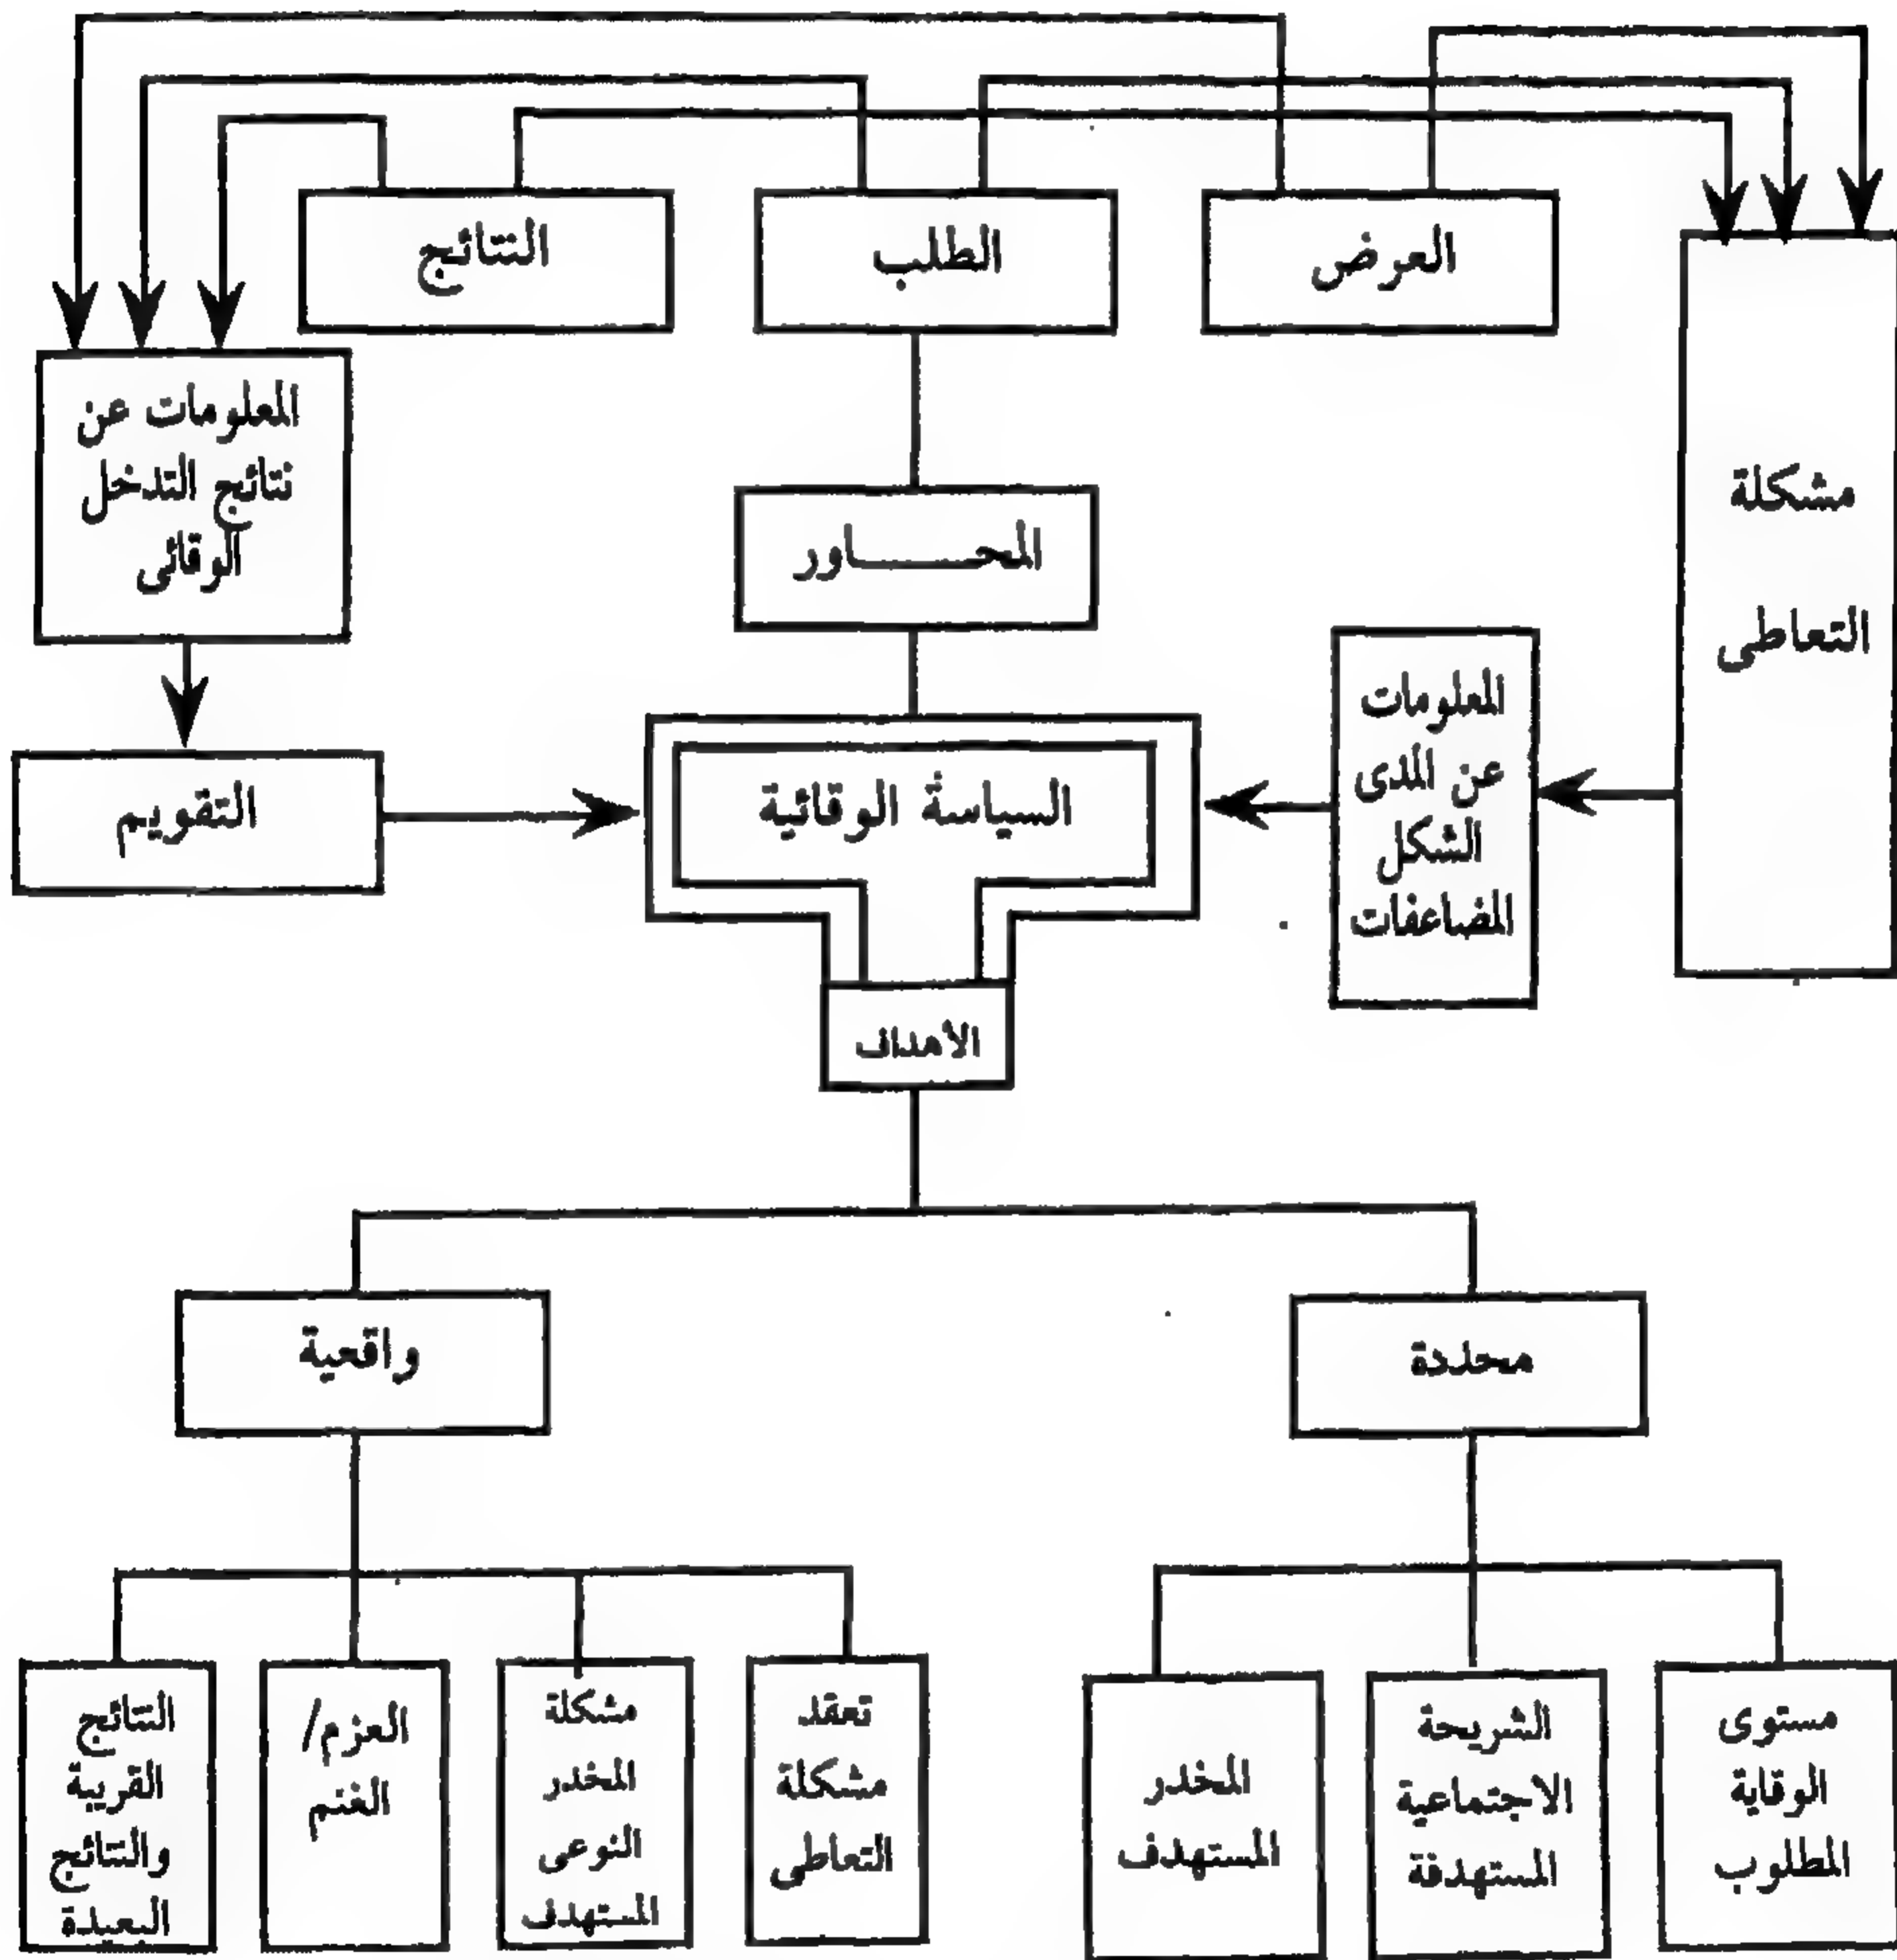 العرض
الطلب
النتائج
مشكلة
التعاطى
المعلومات عن
نتائج التدخل
الوقائى
المحـــــاور
المعلومات
عن المدى
الشكل
المضاعفات
السياسة الوقائية
التقويم
الأهداف
محددة
واقعية
مستوى
الوقاية
المطلوب
الشريحة
الاجتماعية
المستهدفة
المخدر
المستهدف
تعقد
مشكلة
التعاطى
مشكلة
المخدر
النوعى
المستهدف
العزم/
الغنم
النتائج
القريبة
والنتائج
البعيدة